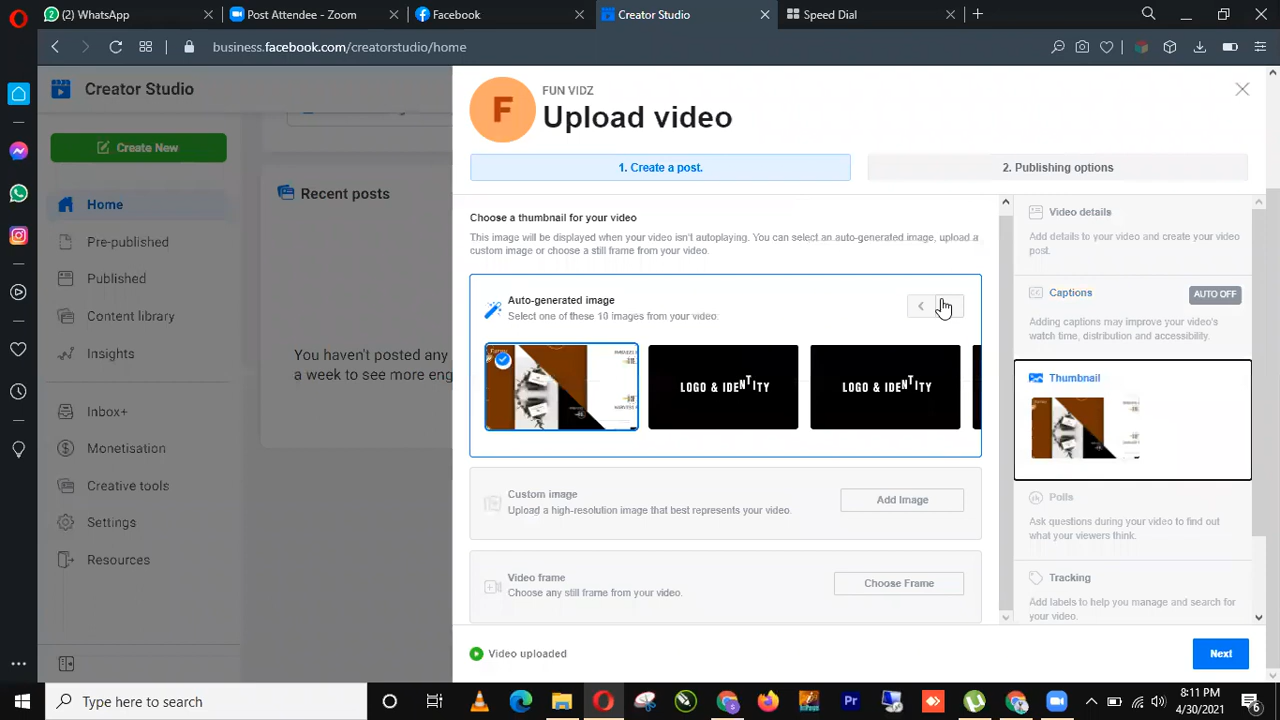 (2) WhatsApp
Post Attendee - Zoom
Facebook
Creator Studio
Speed Dial
business.facebook.com/creatorstudio/home
Creator Studio
Create New
Home
Pre-published
Published
Content library
Insights
Inbox+
Monetisation
Creative tools
Settings
Resources
Recent posts
You haven't posted any
a week to see more eng
F
FUN VIDZ
Upload video
1. Create a post.
2. Publishing options
Choose a thumbnail for your video
This image will be displayed when your video isn't autoplaying. You can select an auto-generated image, upload a
custom image or choose a still frame from your video.
Auto-generated image
Select one of these 10 images from your video:
LOGO & IDENTITY
LOGO & IDENTITY
Custom image
Upload a high-resolution image that best represents your video.
Add Image
Video frame
Choose any still frame from your video.
Choose Frame
Video details
Add details to your video and create your video
post.
Captions
AUTO OFF
Adding captions may improve your video's
watch time, distribution and accessibility.
Thumbnail
Polls
Ask questions during your video to find out
what your viewers think.
Tracking
Add labels to help you manage and search for
your video.
Video uploaded
Next
Type here to search
Pr
8:11 PM
4/30/2021
6